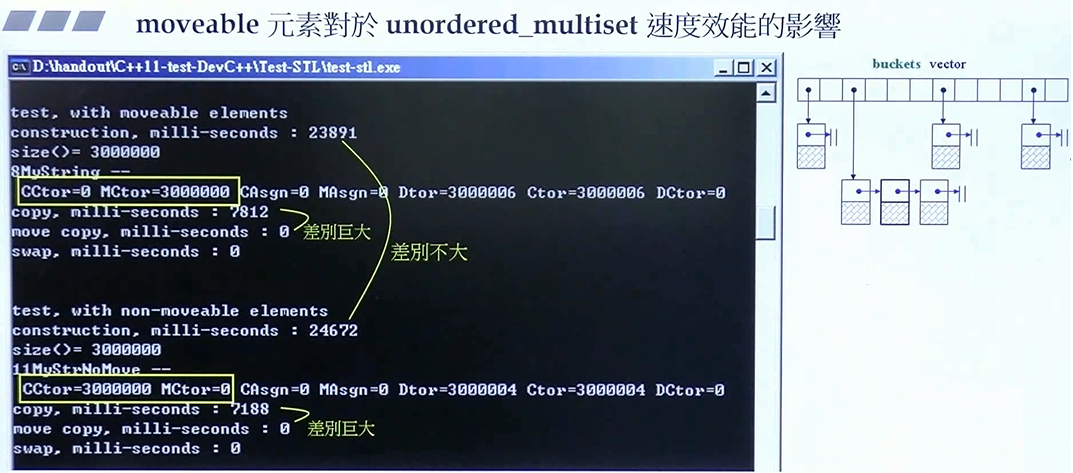 moveable 元素對於 unordered_multiset 速度效能的影響
D:\handout\C++11-test-DevC++\Test-STL\test-stl.exe
buckets vector
test, with moveable elements
construction, milli-seconds : 23891
size()= 3000000
8MyString --
CCtor=0 MCtor=3000000 CAsgn=0 MAsgn=0 Dtor=3000006 Ctor=3000006 DCtor=0
copy, milli-seconds : 7812
move copy, milli-seconds : 0
差別巨大
swap, milli-seconds : 0
差別不大
test, with non-moveable elements
construction, milli-seconds : 24672
size()= 3000000
11MyStrNoMove --
CCtor=3000000 MCtor=0 CAsgn=0 MAsgn=0 Dtor=3000004 Ctor=3000004 DCtor=0
copy, milli-seconds : 7188
move copy, milli-seconds : 0
差別巨大
swap, milli-seconds : 0